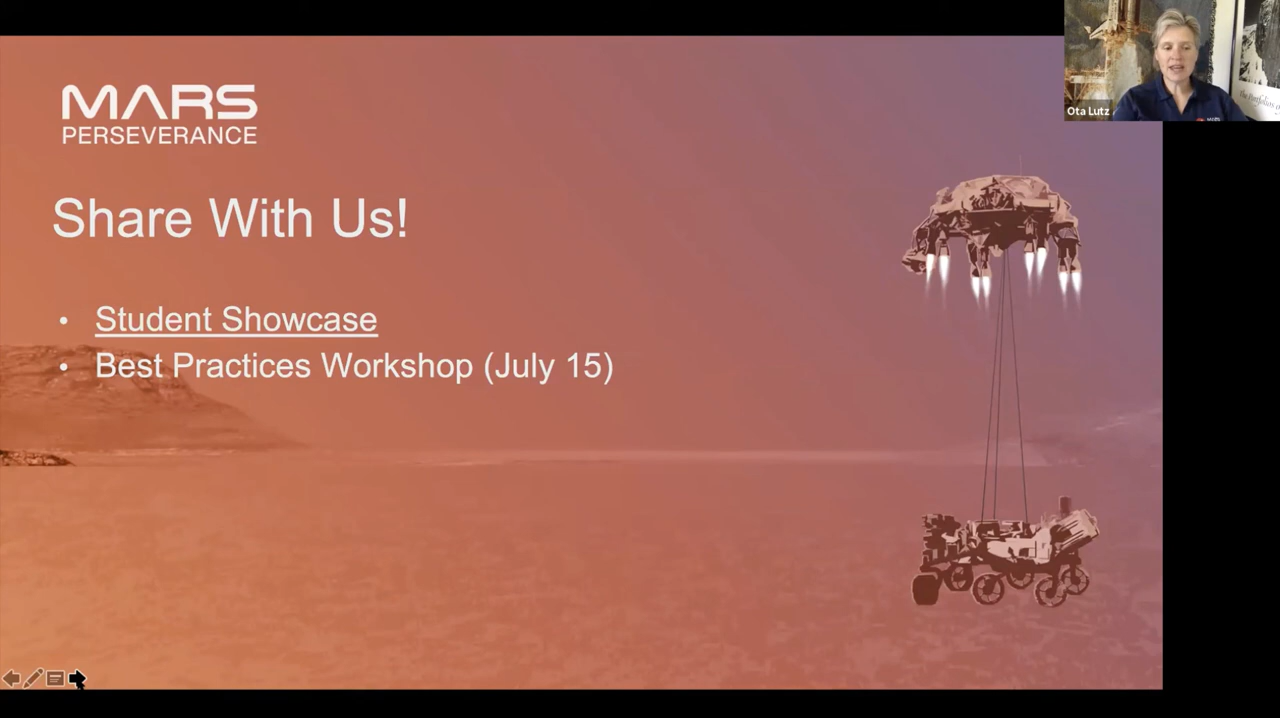 MARS
PERSEVERANCE
Share With Us!
• Student Showcase
• Best Practices Workshop (July 15)
Ota Lutz